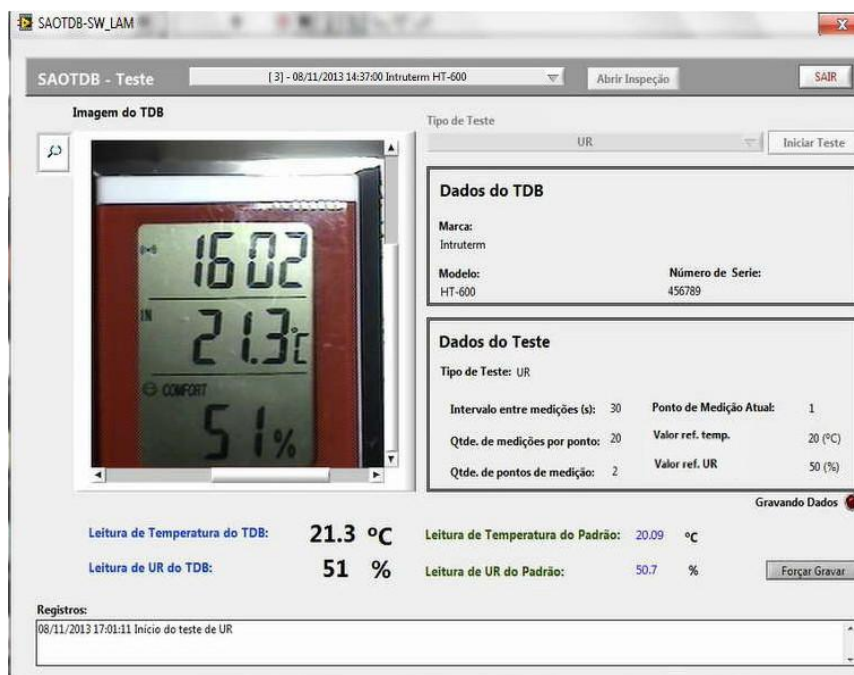 SAOTDB-SW_LAM
SAOTDB - Teste
[ 3] - 08/11/2013 14:37:00 Intruterm HT-600
Abrir Inspeção
SAIR
Imagem do TDB
1602
IN
21.3°C
COMFORT
51%
Tipo de Teste
UR
Iniciar Teste
Dados do TDB
Marca:
Intruterm
Modelo: Número de Serie:
HT-600 456789
Dados do Teste
Tipo de Teste: UR
Intervalo entre medições (s): 30 Ponto de Medição Atual: 1
Qtde. de medições por ponto: 20 Valor ref. temp. 20 (ºC)
Qtde. de pontos de medição: 2 Valor ref. UR 50 (%)
Gravando Dados
Leitura de Temperatura do TDB: 21.3 ºC Leitura de Temperatura do Padrão: 20.09 ºC
Leitura de UR do TDB: 51 % Leitura de UR do Padrão: 50.7 %
Forçar Gravar
Registros:
08/11/2013 17:01:11 Inicio do teste de UR